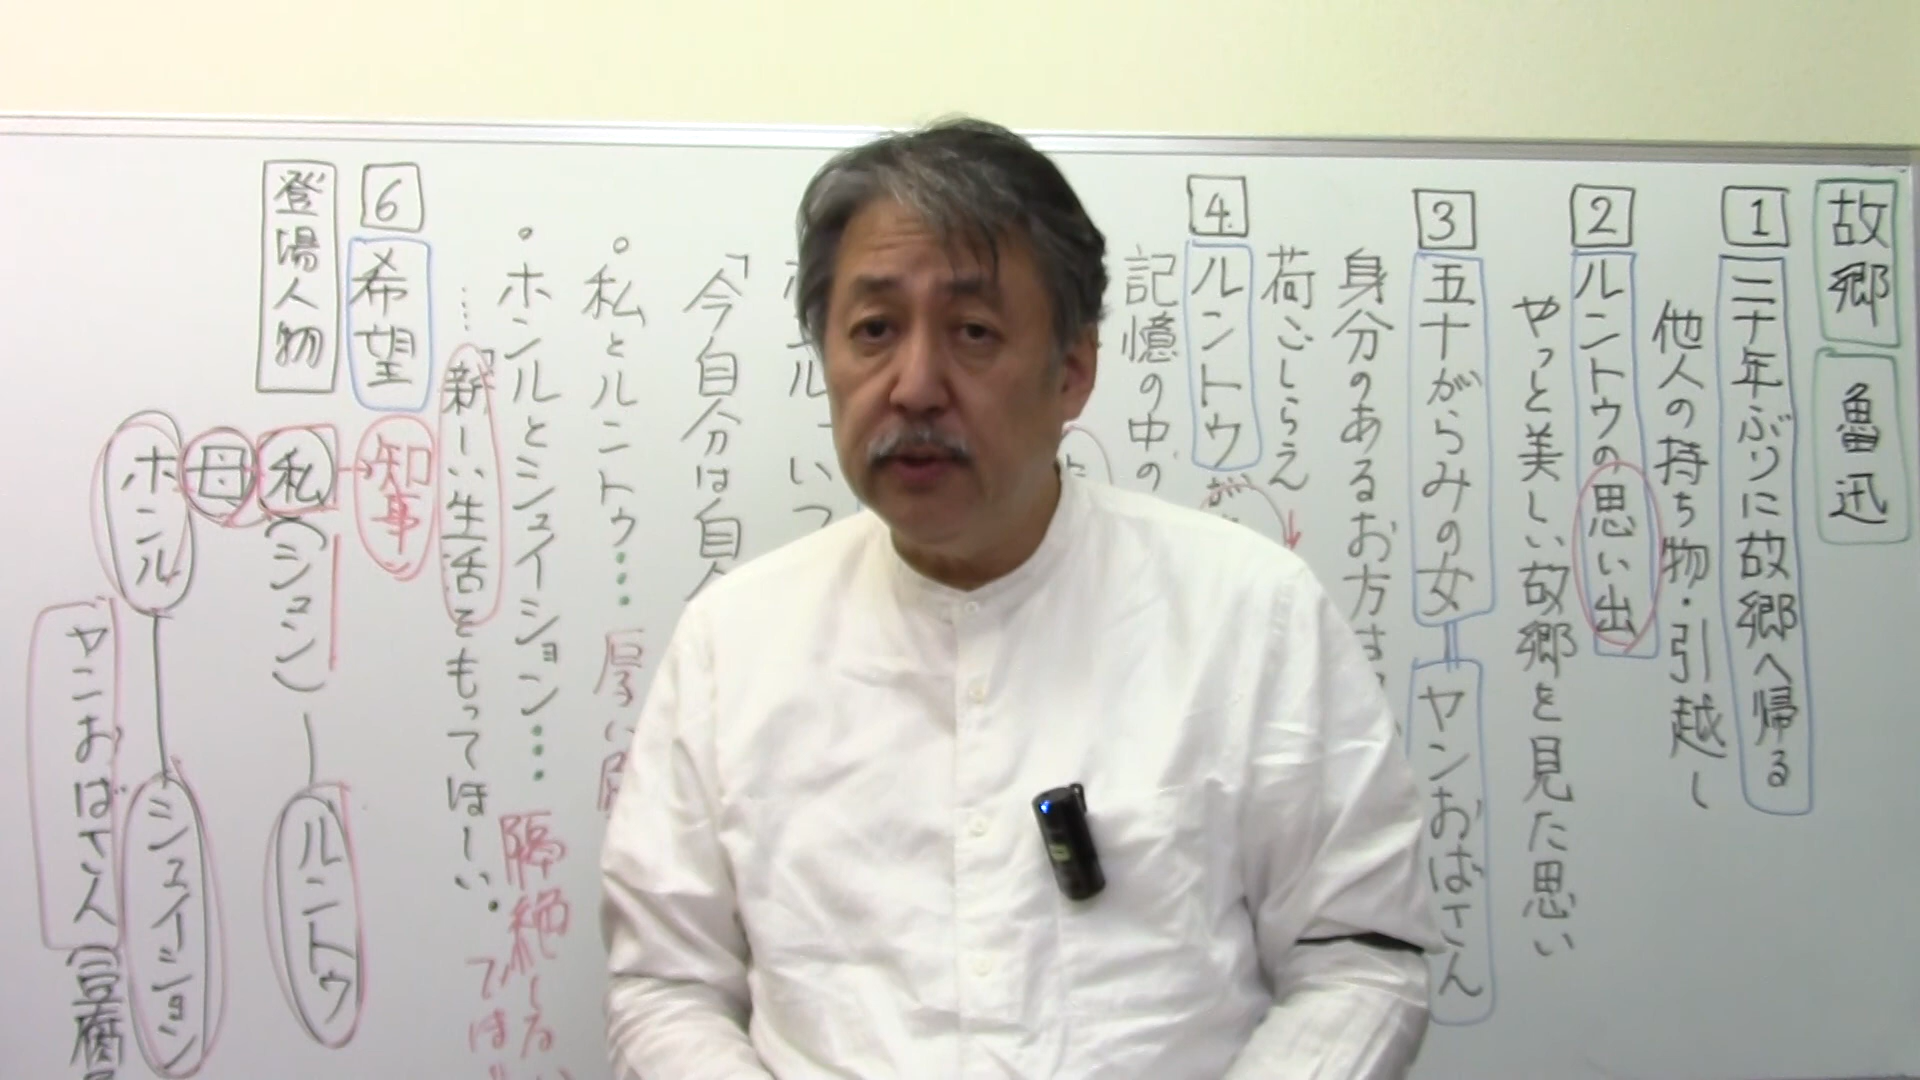 故郷 魯迅
1 二十年ぶりに故郷へ帰る
他人の持ち物・引越し
2 ルントウの思い出
やっと美しい故郷を見た思い
3 五十がらみの女 ヤンおばさん
身分のあるお方は
荷ごしらえ
4 ルントウが
記憶の中の
「今自分は自
○私とルントウ… 厚い
○ホンルとシュイション… 隔絶しない
……「新しい生活をもってほしい。
では
6 希望
登場人物
知事
私(シュン) ルントウ
母
ホンル シュイション
ヤンおばさん(豆腐